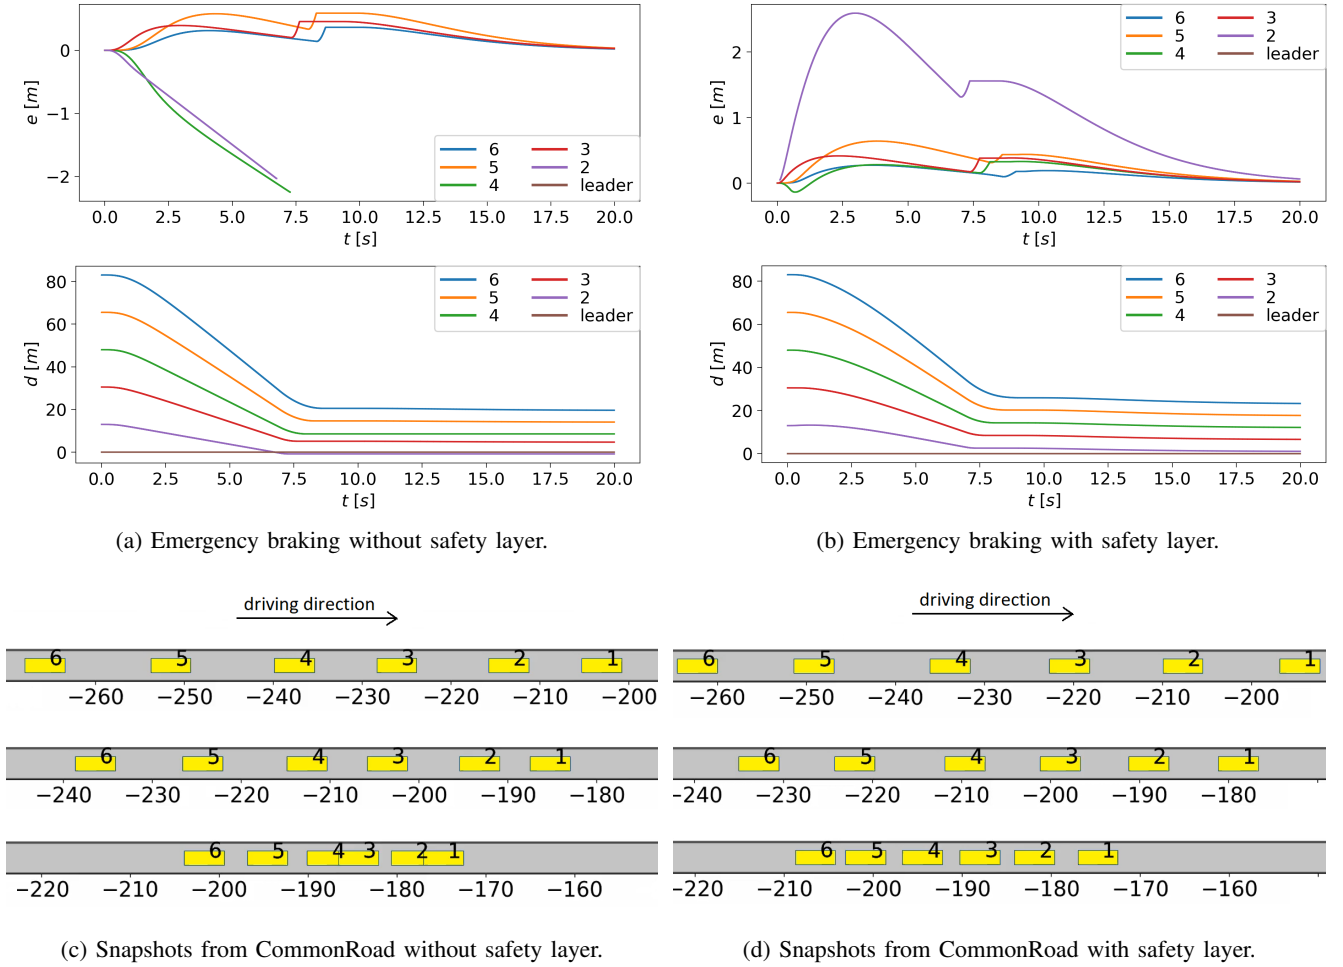 0
−1
−2
e [m]
0.0 2.5 5.0 7.5 10.0 12.5 15.0 17.5 20.0
t [s]
6 3
5 2
4 leader
2
1
0
e [m]
0.0 2.5 5.0 7.5 10.0 12.5 15.0 17.5 20.0
t [s]
6 3
5 2
4 leader
80
60
40
20
0
d [m]
0.0 2.5 5.0 7.5 10.0 12.5 15.0 17.5 20.0
t [s]
6 3
5 2
4 leader
80
60
40
20
0
d [m]
0.0 2.5 5.0 7.5 10.0 12.5 15.0 17.5 20.0
t [s]
6 3
5 2
4 leader
(a) Emergency braking without safety layer.
(b) Emergency braking with safety layer.
driving direction
6 5 4 3 2 1
−260 −250 −240 −230 −220 −210 −200
6 5 4 3 2 1
−240 −230 −220 −210 −200 −190 −180
6 5 4 3 2 1
−220 −210 −200 −190 −180 −170 −160
driving direction
6 5 4 3 2 1
−260 −250 −240 −230 −220 −210 −200
6 5 4 3 2 1
−240 −230 −220 −210 −200 −190 −180
6 5 4 3 2 1
−220 −210 −200 −190 −180 −170 −160
(c) Snapshots from CommonRoad without safety layer.
(d) Snapshots from CommonRoad with safety layer.